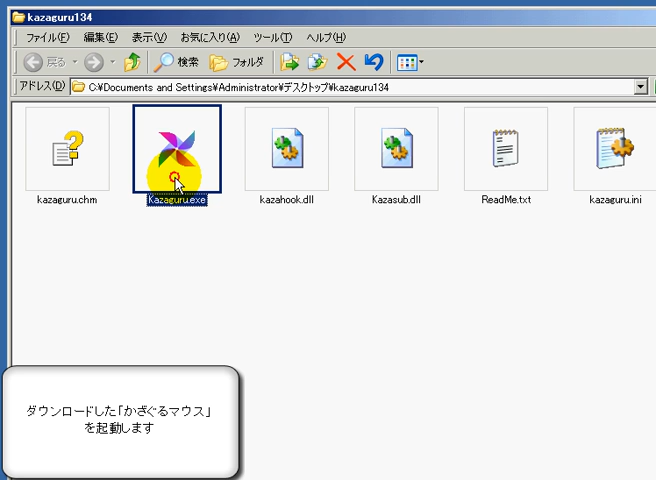 kazaguru134
ファイル(F) 編集(E) 表示(V) お気に入り(A) ツール(T) ヘルプ(H)
戻る 検索 フォルダ
アドレス(D) C:¥Documents and Settings¥Administrator¥デスクトップ¥kazaguru134
kazaguru.chm Kazaguru.exe kazahook.dll Kazasub.dll ReadMe.txt kazaguru.ini
ダウンロードした「かざぐるマウス」
を起動します